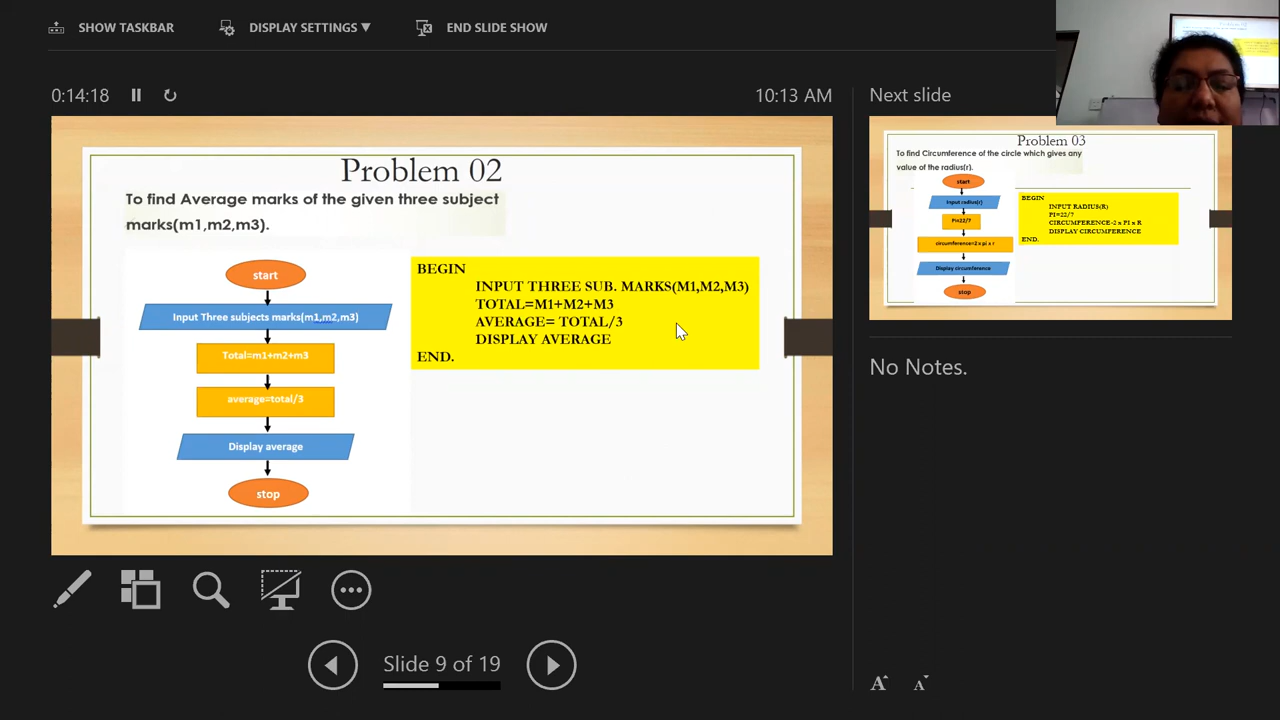 SHOW TASKBAR
DISPLAY SETTINGS ▼
END SLIDE SHOW
0:14:18
10:13 AM
Next slide
Problem 02
To find Average marks of the given three subject
marks(m1,m2,m3).
start
Input Three subjects marks(m1,m2,m3)
Total=m1+m2+m3
average=total/3
Display average
stop
BEGIN
INPUT THREE SUB. MARKS(M1,M2,M3)
TOTAL=M1+M2+M3
AVERAGE= TOTAL/3
DISPLAY AVERAGE
END.
Problem 03
To find Circumference of the circle which gives any
value of the radius(r).
start
Input radius(r)
Pi=22/7
circumference=2 x pi x r
Display circumference
stop
BEGIN
INPUT RADIUS(R)
PI=22/7
CIRCUMFERENCE=2 x PI x R
DISPLAY CIRCUMFERENCE
END.
No Notes.
Slide 9 of 19
A A